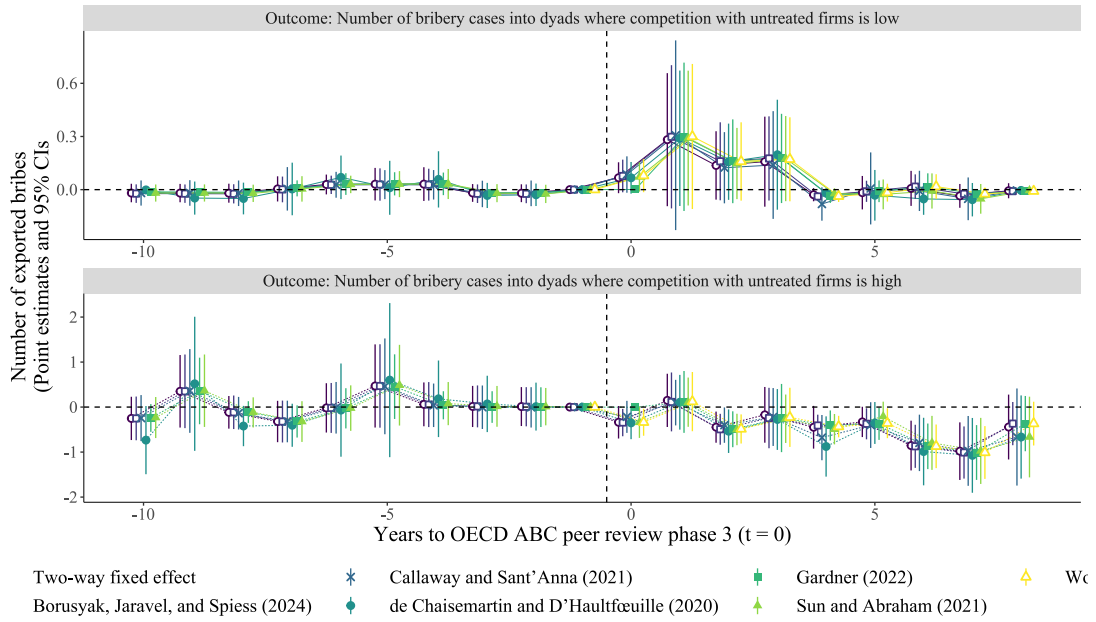 Outcome: Number of bribery cases into dyads where competition with untreated firms is low
0.6
0.3
0.0
-10 -5 0 5
Number of exported bribes
(Point estimates and 95% CIs
Outcome: Number of bribery cases into dyads where competition with untreated firms is high
2
1
0
-1
-2
-10 -5 0 5
Years to OECD ABC peer review phase 3 (t = 0)
Two-way fixed effect Callaway and Sant’Anna (2021) Gardner (2022)
Borusyak, Jaravel, and Spiess (2024) de Chaisemartin and D’Haultfœuille (2020) Sun and Abraham (2021)